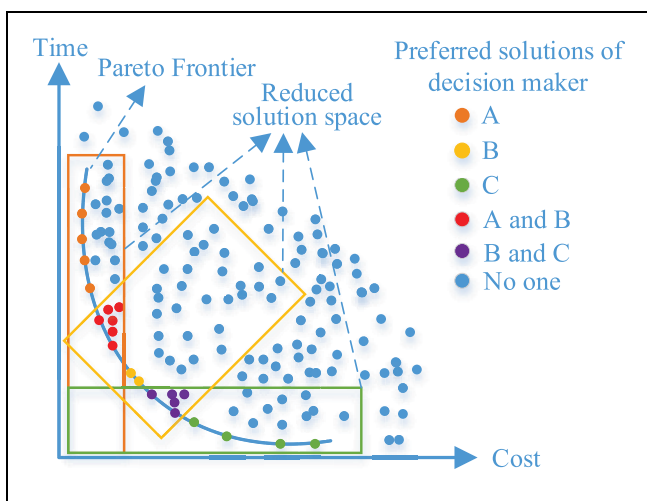 Time
Pareto Frontier
Reduced
solution space
Preferred solutions of
decision maker
A
B
C
A and B
B and C
No one
Cost